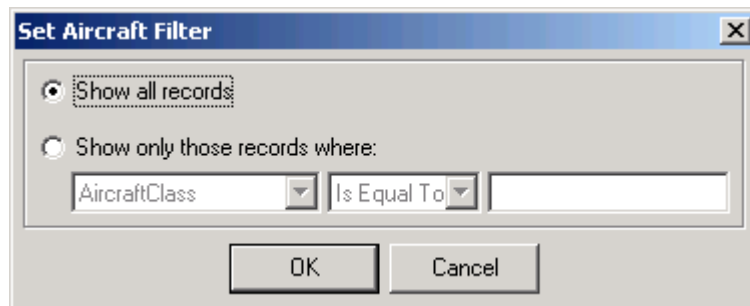 Set Aircraft Filter
Show all records
Show only those records where:
AircraftClass Is Equal To
OK Cancel